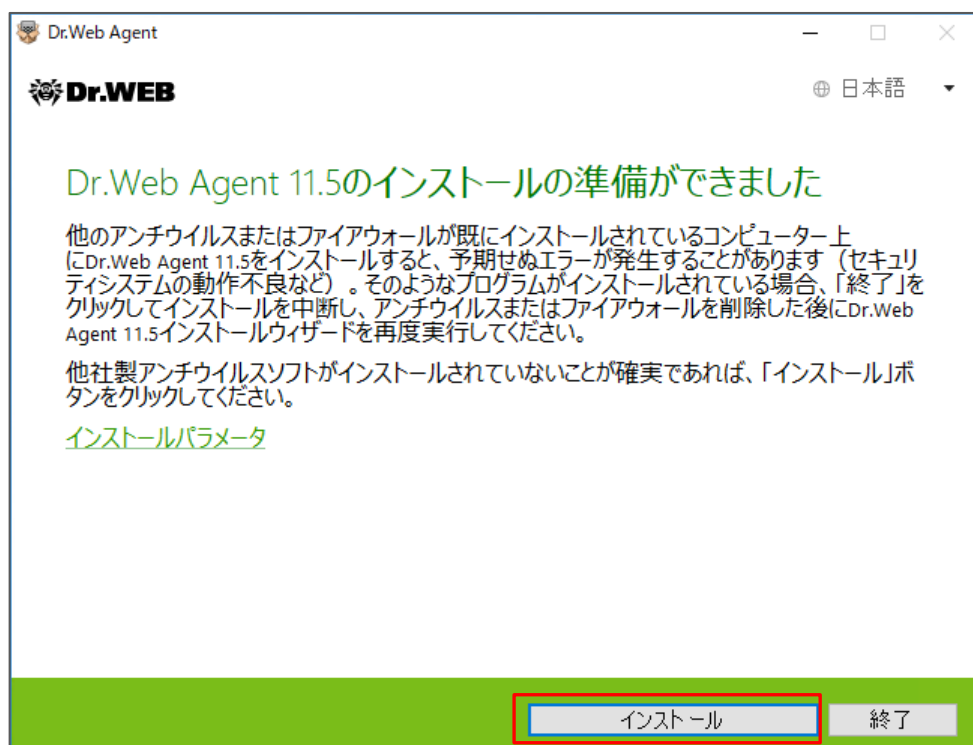 Dr.Web Agent
Dr.WEB
日本語
Dr.Web Agent 11.5のインストールの準備ができました
他のアンチウイルスまたはファイアウォールが既にインストールされているコンピューター上
にDr.Web Agent 11.5をインストールすると、予期せぬエラーが発生することがあります（セキュリ
ティシステムの動作不良など）。そのようなプログラムがインストールされている場合、「終了」を
クリックしてインストールを中断し、アンチウイルスまたはファイアウォールを削除した後にDr.Web
Agent 11.5インストールウィザードを再度実行してください。
他社製アンチウイルスソフトがインストールされていないことが確実であれば、「インストール」ボ
タンをクリックしてください。
インストールパラメータ
インストール
終了